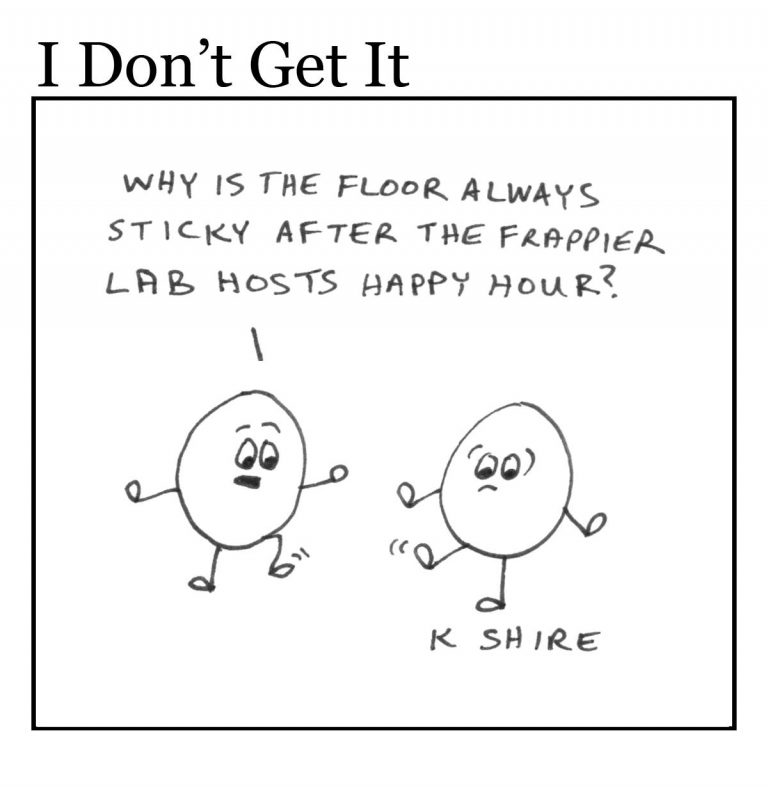 I Don’t Get It
WHY IS THE FLOOR ALWAYS
STICKY AFTER THE FRAPPIER
LAB HOSTS HAPPY HOUR?
K SHIRE